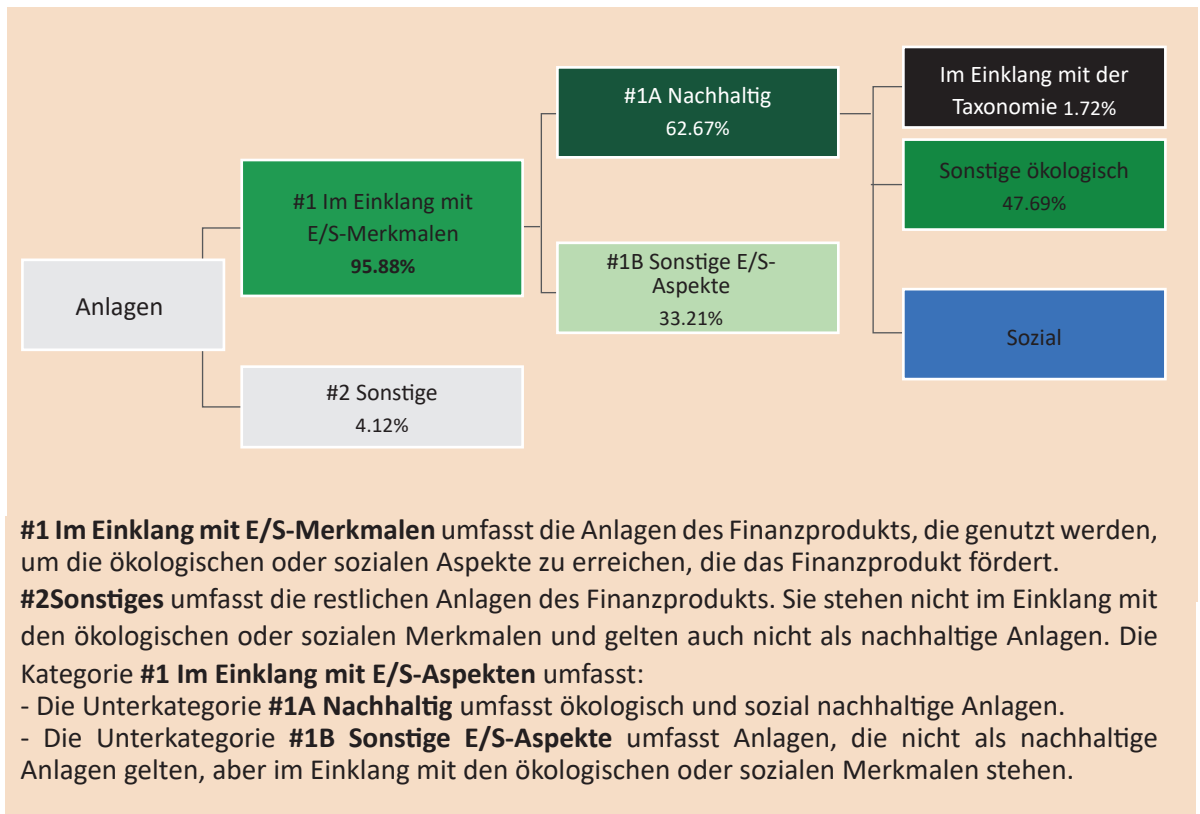 Anlagen
#1 Im Einklang mit
E/S-Merkmalen
95.88%
#2 Sonstige
4.12%
#1A Nachhaltig
62.67%
#1B Sonstige E/S-
Aspekte
33.21%
Im Einklang mit der
Taxonomie 1.72%
Sonstige ökologisch
47.69%
Sozial
#1 Im Einklang mit E/S-Merkmalen umfasst die Anlagen des Finanzprodukts, die genutzt werden,
um die ökologischen oder sozialen Aspekte zu erreichen, die das Finanzprodukt fördert.
#2Sonstiges umfasst die restlichen Anlagen des Finanzprodukts. Sie stehen nicht im Einklang mit
den ökologischen oder sozialen Merkmalen und gelten auch nicht als nachhaltige Anlagen. Die
Kategorie #1 Im Einklang mit E/S-Aspekten umfasst:
- Die Unterkategorie #1A Nachhaltig umfasst ökologisch und sozial nachhaltige Anlagen.
- Die Unterkategorie #1B Sonstige E/S-Aspekte umfasst Anlagen, die nicht als nachhaltige
Anlagen gelten, aber im Einklang mit den ökologischen oder sozialen Merkmalen stehen.